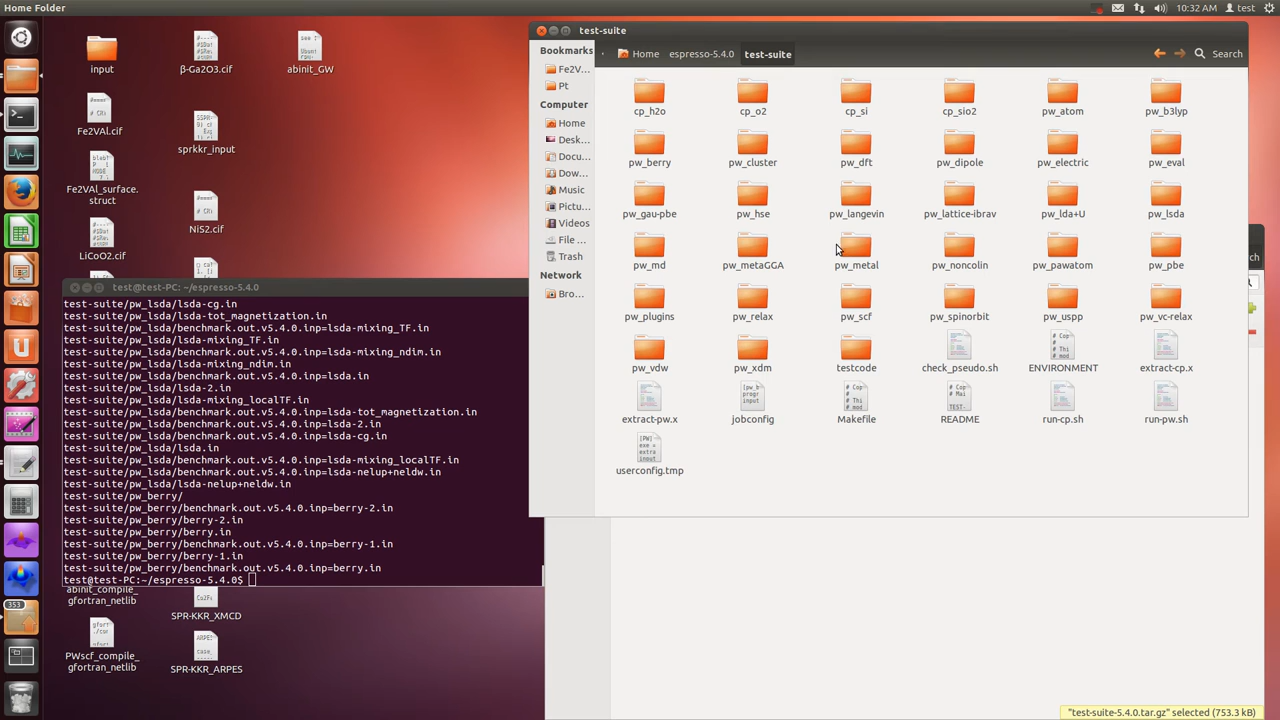 Home Folder
10:32 AM
test
input
β-Ga2O3.cif
abinit_GW
Fe2VAl.cif
sprkkr_input
Fe2VAl_surface.
struct
NiS2.cif
LiCoO2.cif
353
abinit_compile_
gfortran_netlib
SPR-KKR_XMCD
PWscf_compile_
gfortran_netlib
SPR-KKR_ARPES
test@test-PC: ~/espresso-5.4.0
test-suite/pw_lsda/lsda-cg.in
test-suite/pw_lsda/lsda-tot_magnetization.in
test-suite/pw_lsda/benchmark.out.v5.4.0.inp=lsda-mixing_TF.in
test-suite/pw_lsda/lsda-mixing_TF.in
test-suite/pw_lsda/benchmark.out.v5.4.0.inp=lsda-mixing_ndim.in
test-suite/pw_lsda/lsda-mixing_ndim.in
test-suite/pw_lsda/benchmark.out.v5.4.0.inp=lsda.in
test-suite/pw_lsda/lsda-2.in
test-suite/pw_lsda/lsda-mixing_localTF.in
test-suite/pw_lsda/benchmark.out.v5.4.0.inp=lsda-tot_magnetization.in
test-suite/pw_lsda/benchmark.out.v5.4.0.inp=lsda-2.in
test-suite/pw_lsda/benchmark.out.v5.4.0.inp=lsda-cg.in
test-suite/pw_lsda/lsda.in
test-suite/pw_lsda/benchmark.out.v5.4.0.inp=lsda-mixing_localTF.in
test-suite/pw_lsda/benchmark.out.v5.4.0.inp=lsda-nelup+neldw.in
test-suite/pw_lsda/lsda-nelup+neldw.in
test-suite/pw_berry/
test-suite/pw_berry/benchmark.out.v5.4.0.inp=berry-2.in
test-suite/pw_berry/berry-2.in
test-suite/pw_berry/berry.in
test-suite/pw_berry/benchmark.out.v5.4.0.inp=berry-1.in
test-suite/pw_berry/berry-1.in
test-suite/pw_berry/benchmark.out.v5.4.0.inp=berry.in
test@test-PC:~/espresso-5.4.0$
test-suite
Home espresso-5.4.0 test-suite
Search
Bookmarks
Fe2V...
Pt
Computer
Home
Desk...
Docu...
Dow...
Music
Pictu...
Videos
File ...
Trash
Network
Bro...
cp_h2o cp_o2 cp_si cp_sio2 pw_atom pw_b3lyp
pw_berry pw_cluster pw_dft pw_dipole pw_electric pw_eval
pw_gau-pbe pw_hse pw_langevin pw_lattice-ibrav pw_lda+U pw_lsda
pw_md pw_metaGGA pw_metal pw_noncolin pw_pawatom pw_pbe
pw_plugins pw_relax pw_scf pw_spinorbit pw_uspp pw_vc-relax
pw_vdw pw_xdm testcode check_pseudo.sh ENVIRONMENT extract-cp.x
extract-pw.x jobconfig Makefile README run-cp.sh run-pw.sh
userconfig.tmp
"test-suite-5.4.0.tar.gz" selected (753.3 kB)